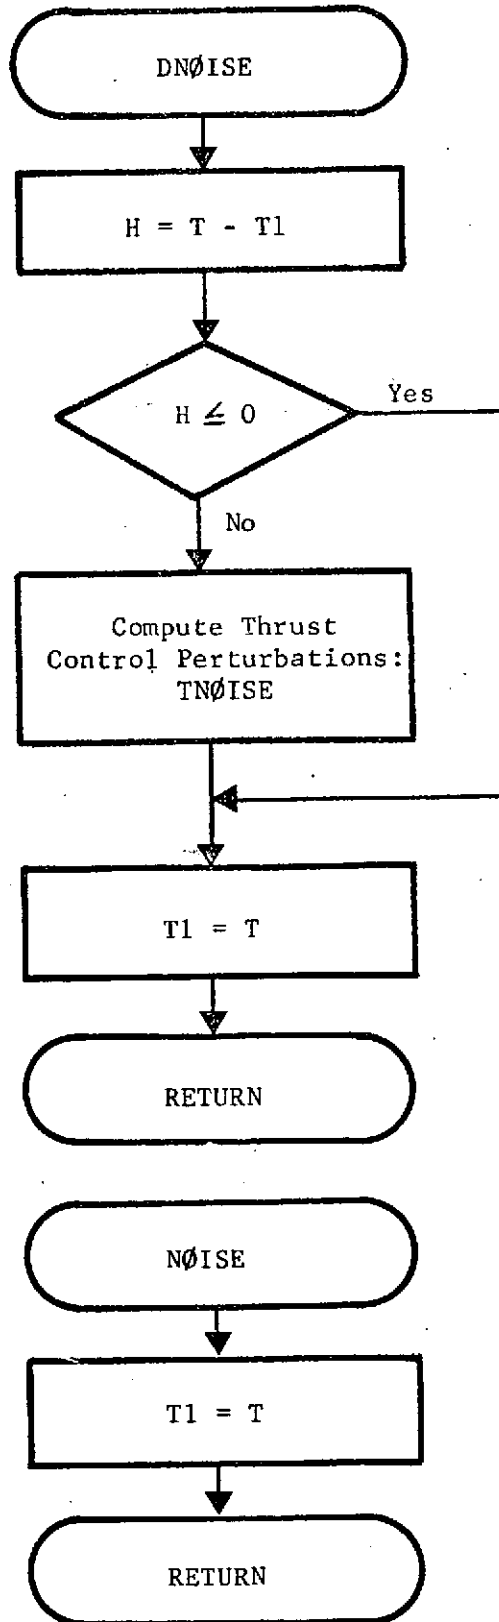 DNØISE
H = T - T1
H ≤ 0
Yes
No
Compute Thrust
Control Perturbations:
TNØISE
T1 = T
RETURN
NØISE
T1 = T
RETURN